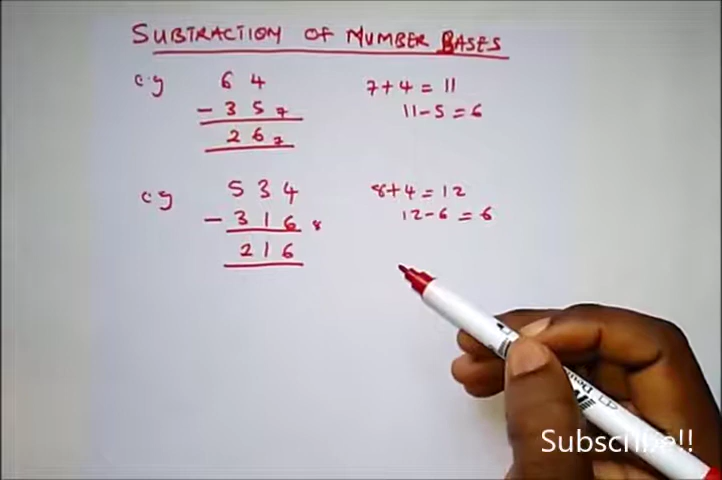 SUBTRACTION OF NUMBER BASES
e.g 6 4 7+4 = 11
- 3 5 7 11-5 = 6
2 6 7
e.g 5 3 4 8+4 = 12
- 3 1 6 8 12-6 = 6
2 1 6
Subscribe!!